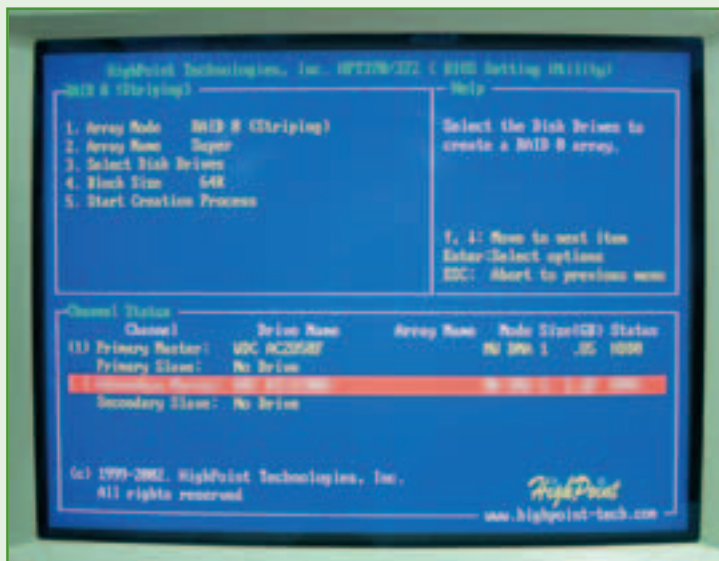 HighPoint Technologies, Inc. HPT370/372 ( BIOS Setting Utility)
RAID 0 (Striping)
1. Array Mode RAID 0 (Striping)
2. Array Name Super
3. Select Disk Drives
4. Block Size 64K
5. Start Creation Process
Help
Select the Disk Drives to
create a RAID 0 array.
↑, ↓: Move to next item
Enter:Select options
ESC: Abort to previous menu
Channel Status
Channel Drive Name Array Name Mode Size(GB) Status
(1) Primary Master: WDC AC2850F MW DMA 1 .85 HDD0
Primary Slave: No Drive
Secondary Master:
Secondary Slave: No Drive
(c) 1999-2002. HighPoint Technologies, Inc.
All rights reserved
HighPoint
www.highpoint-tech.com